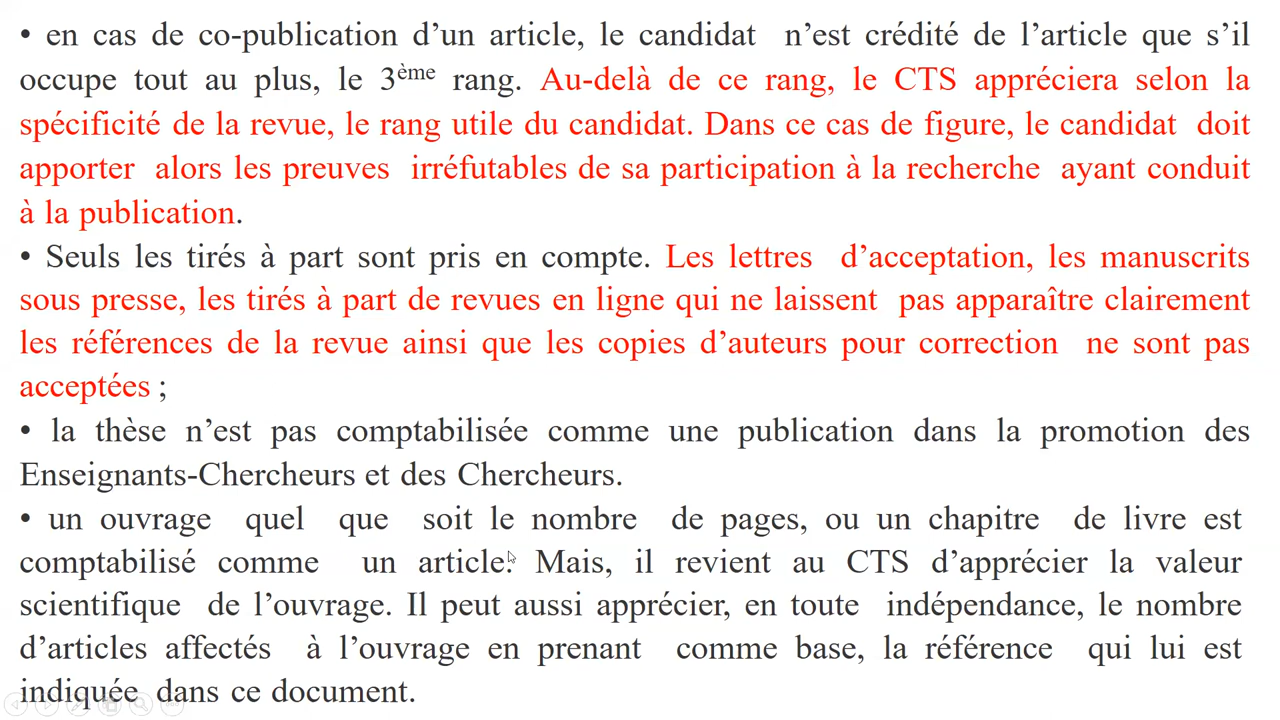 • en cas de co-publication d’un article, le candidat n’est crédité de l’article que s’il
occupe tout au plus, le 3ème rang. Au-delà de ce rang, le CTS appréciera selon la
spécificité de la revue, le rang utile du candidat. Dans ce cas de figure, le candidat doit
apporter alors les preuves irréfutables de sa participation à la recherche ayant conduit
à la publication.
• Seuls les tirés à part sont pris en compte. Les lettres d’acceptation, les manuscrits
sous presse, les tirés à part de revues en ligne qui ne laissent pas apparaître clairement
les références de la revue ainsi que les copies d’auteurs pour correction ne sont pas
acceptées ;
• la thèse n’est pas comptabilisée comme une publication dans la promotion des
Enseignants-Chercheurs et des Chercheurs.
• un ouvrage quel que soit le nombre de pages, ou un chapitre de livre est
comptabilisé comme un article. Mais, il revient au CTS d’apprécier la valeur
scientifique de l’ouvrage. Il peut aussi apprécier, en toute indépendance, le nombre
d’articles affectés à l’ouvrage en prenant comme base, la référence qui lui est
indiquée dans ce document.